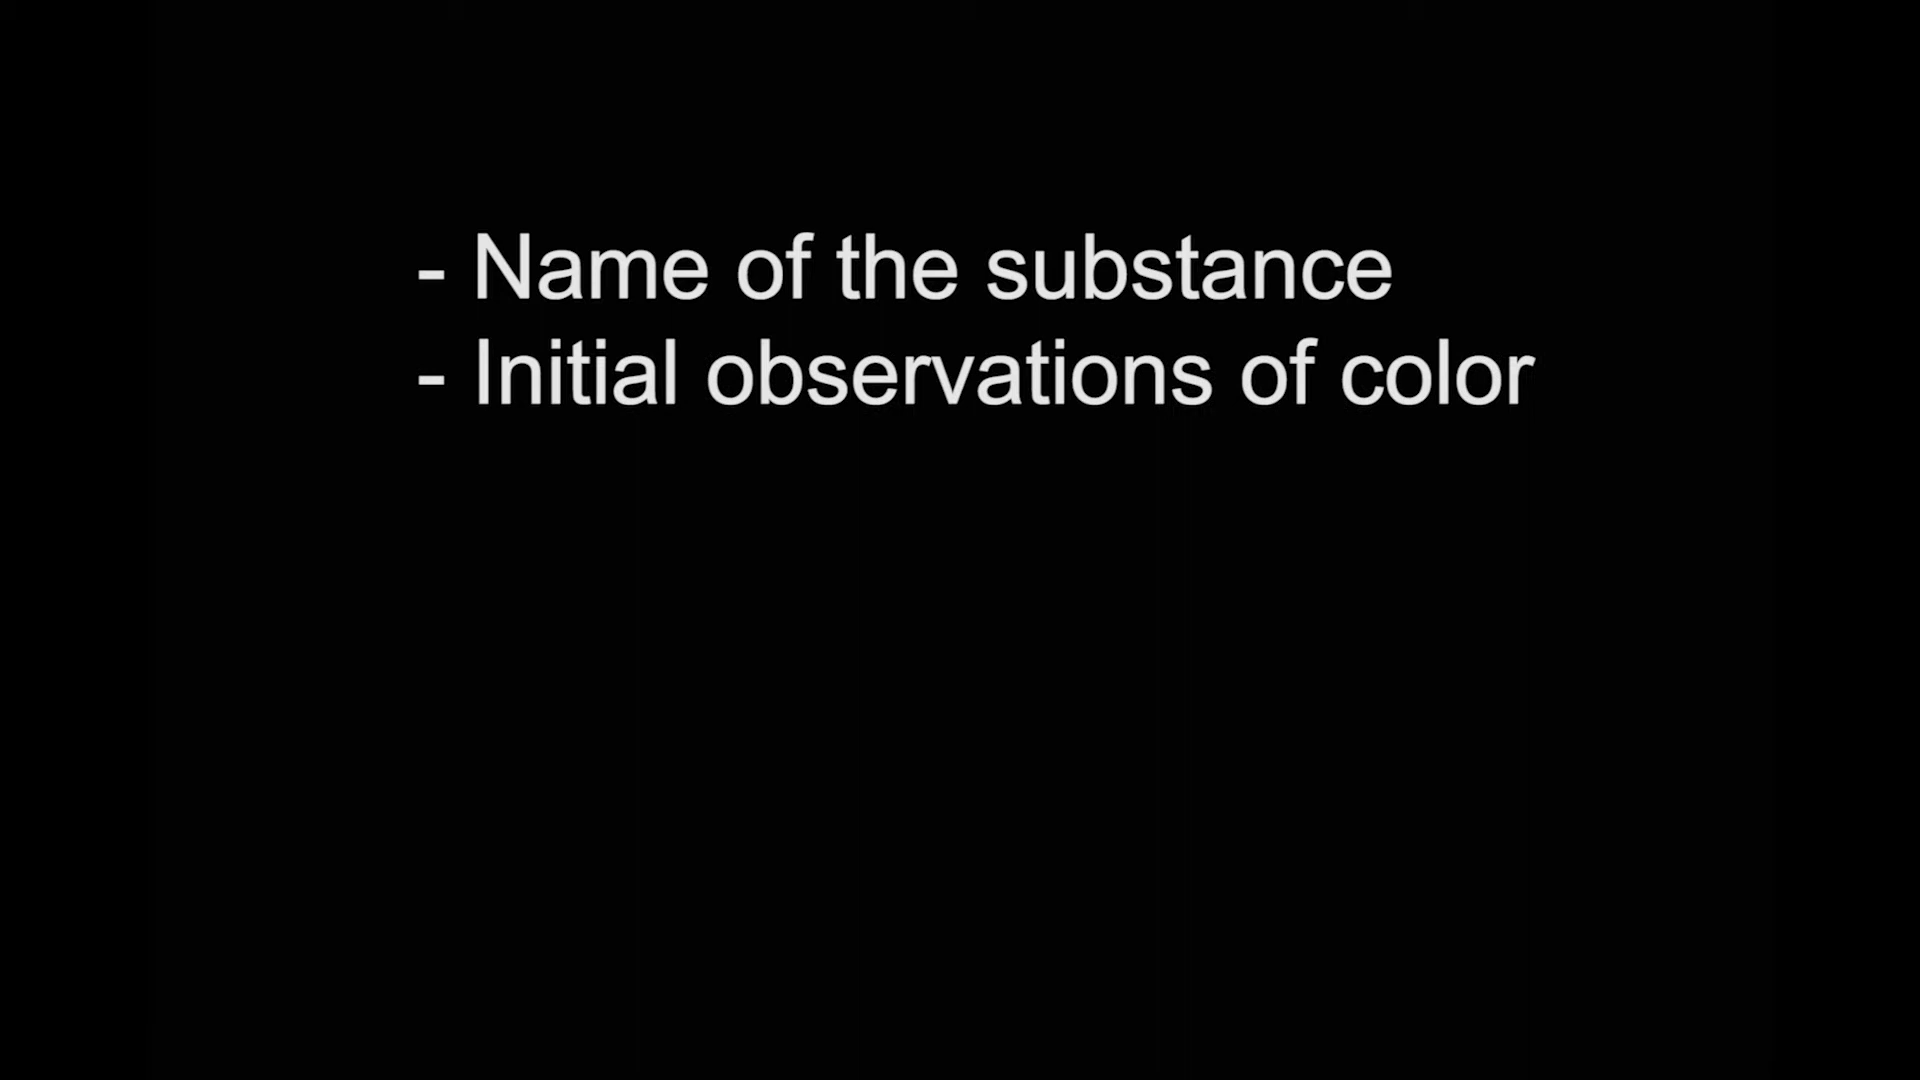 - Name of the substance
- Initial observations of color